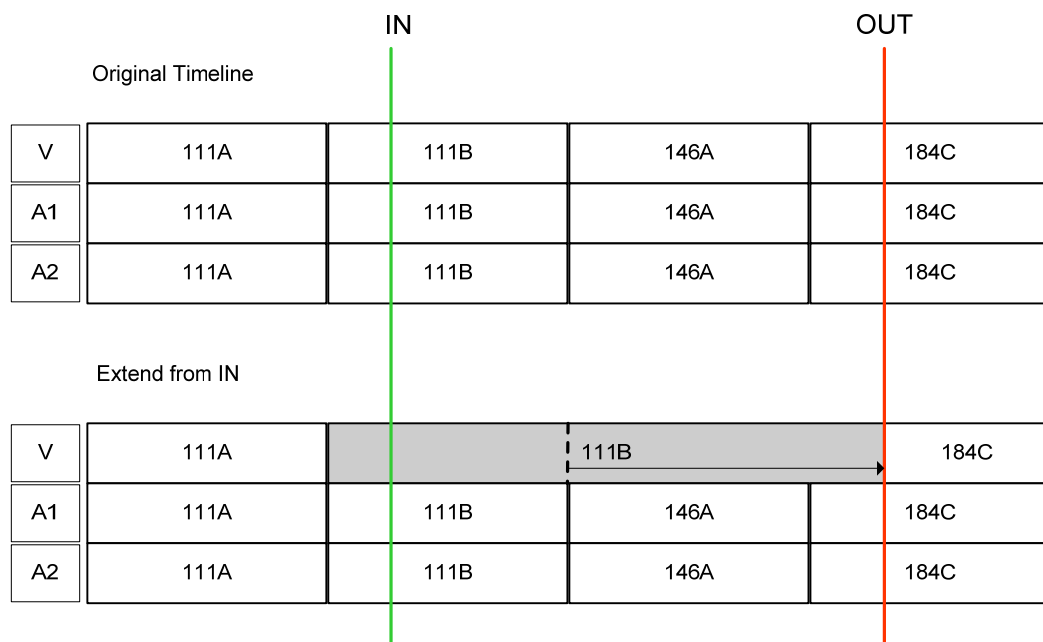 IN OUT
Original Timeline
V 111A 111B 146A 184C
A1 111A 111B 146A 184C
A2 111A 111B 146A 184C
Extend from IN
V 111A 111B 184C
A1 111A 111B 146A 184C
A2 111A 111B 146A 184C